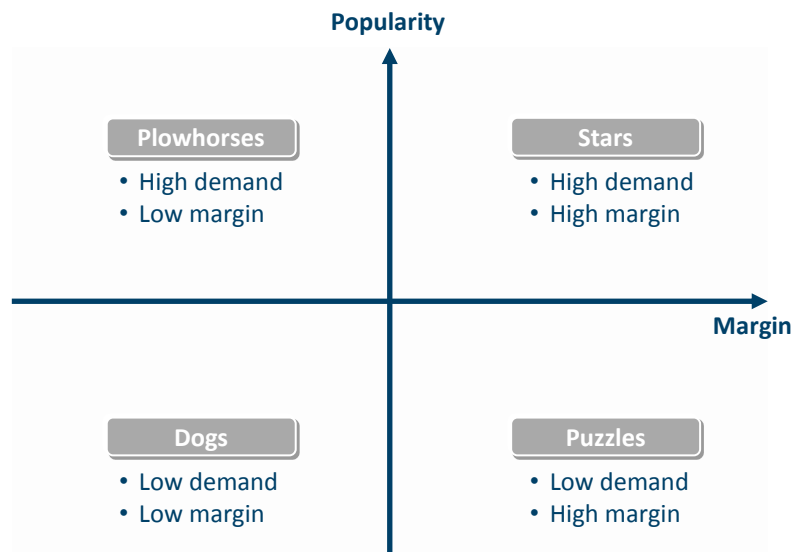 Popularity
Plowhorses
• High demand
• Low margin
Stars
• High demand
• High margin
Margin
Dogs
• Low demand
• Low margin
Puzzles
• Low demand
• High margin